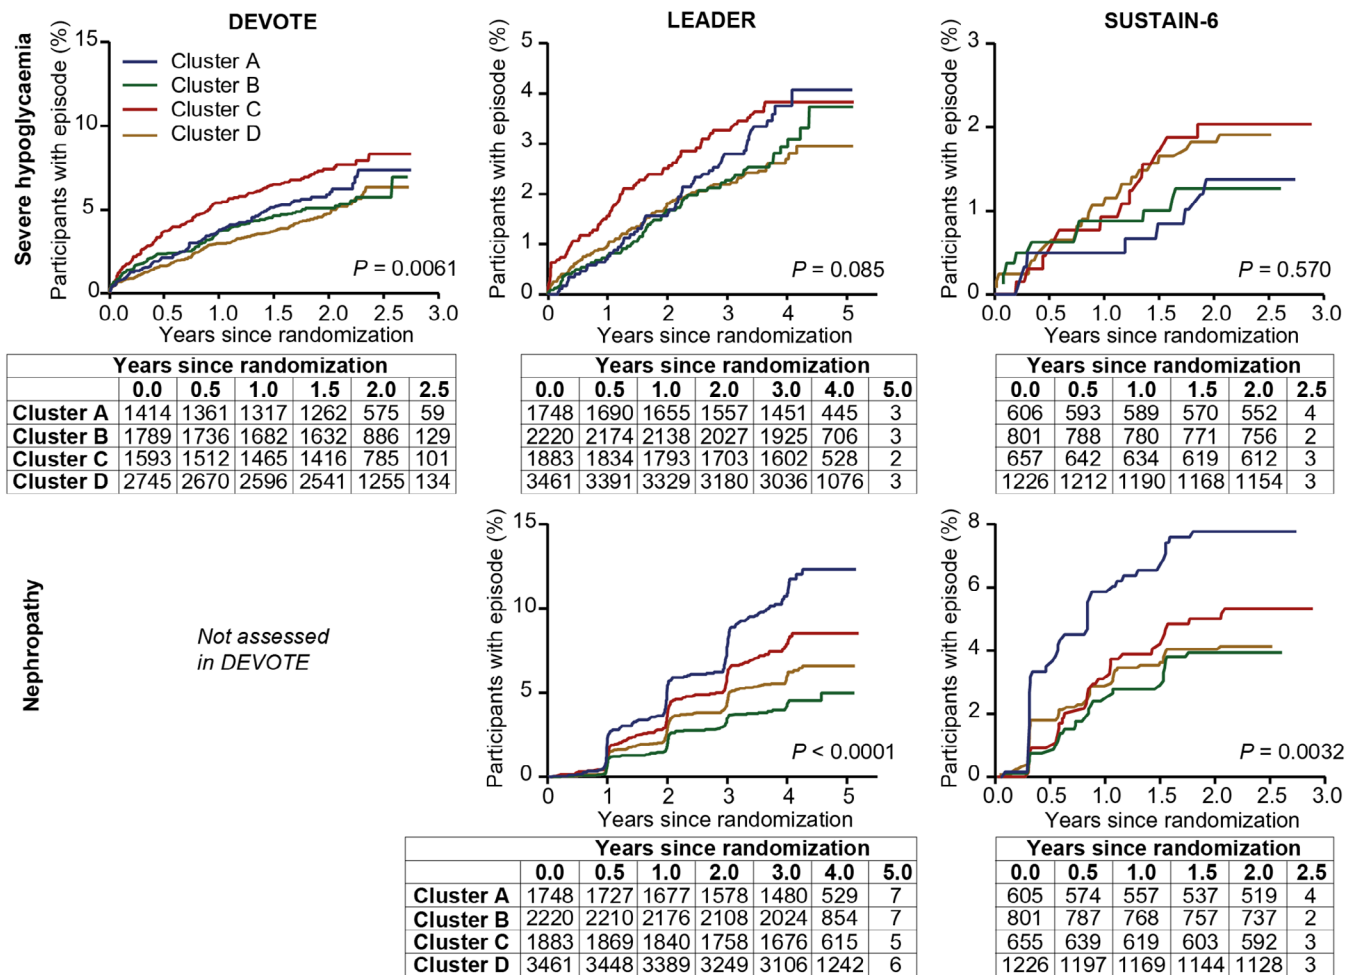 DEVOTE
LEADER
SUSTAIN-6
Severe hypoglycaemia
Participants with episode (%)
15
10
5
0
Cluster A
Cluster B
Cluster C
Cluster D
P = 0.0061
0.0 0.5 1.0 1.5 2.0 2.5 3.0
Years since randomization
Participants with episode (%)
5
4
3
2
1
0
P = 0.085
0 1 2 3 4 5
Years since randomization
Participants with episode (%)
3
2
1
0
P = 0.570
0.0 0.5 1.0 1.5 2.0 2.5 3.0
Years since randomization
Years since randomization
0.0 0.5 1.0 1.5 2.0 2.5
Cluster A 1414 1361 1317 1262 575 59
Cluster B 1789 1736 1682 1632 886 129
Cluster C 1593 1512 1465 1416 785 101
Cluster D 2745 2670 2596 2541 1255 134
Years since randomization
0.0 0.5 1.0 2.0 3.0 4.0 5.0
1748 1690 1655 1557 1451 445 3
2220 2174 2138 2027 1925 706 3
1883 1834 1793 1703 1602 528 2
3461 3391 3329 3180 3036 1076 3
Years since randomization
0.0 0.5 1.0 1.5 2.0 2.5
606 593 589 570 552 4
801 788 780 771 756 2
657 642 634 619 612 3
1226 1212 1190 1168 1154 3
Nephropathy
Not assessed
in DEVOTE
Participants with episode (%)
15
10
5
0
P < 0.0001
0 1 2 3 4 5
Years since randomization
Participants with episode (%)
8
6
4
2
0
P = 0.0032
0.0 0.5 1.0 1.5 2.0 2.5 3.0
Years since randomization
Years since randomization
0.0 0.5 1.0 2.0 3.0 4.0 5.0
Cluster A 1748 1727 1677 1578 1480 529 7
Cluster B 2220 2210 2176 2108 2024 854 7
Cluster C 1883 1869 1840 1758 1676 615 5
Cluster D 3461 3448 3389 3249 3106 1242 6
Years since randomization
0.0 0.5 1.0 1.5 2.0 2.5
605 574 557 537 519 4
801 787 768 757 737 2
655 639 619 603 592 3
1226 1197 1169 1144 1128 3